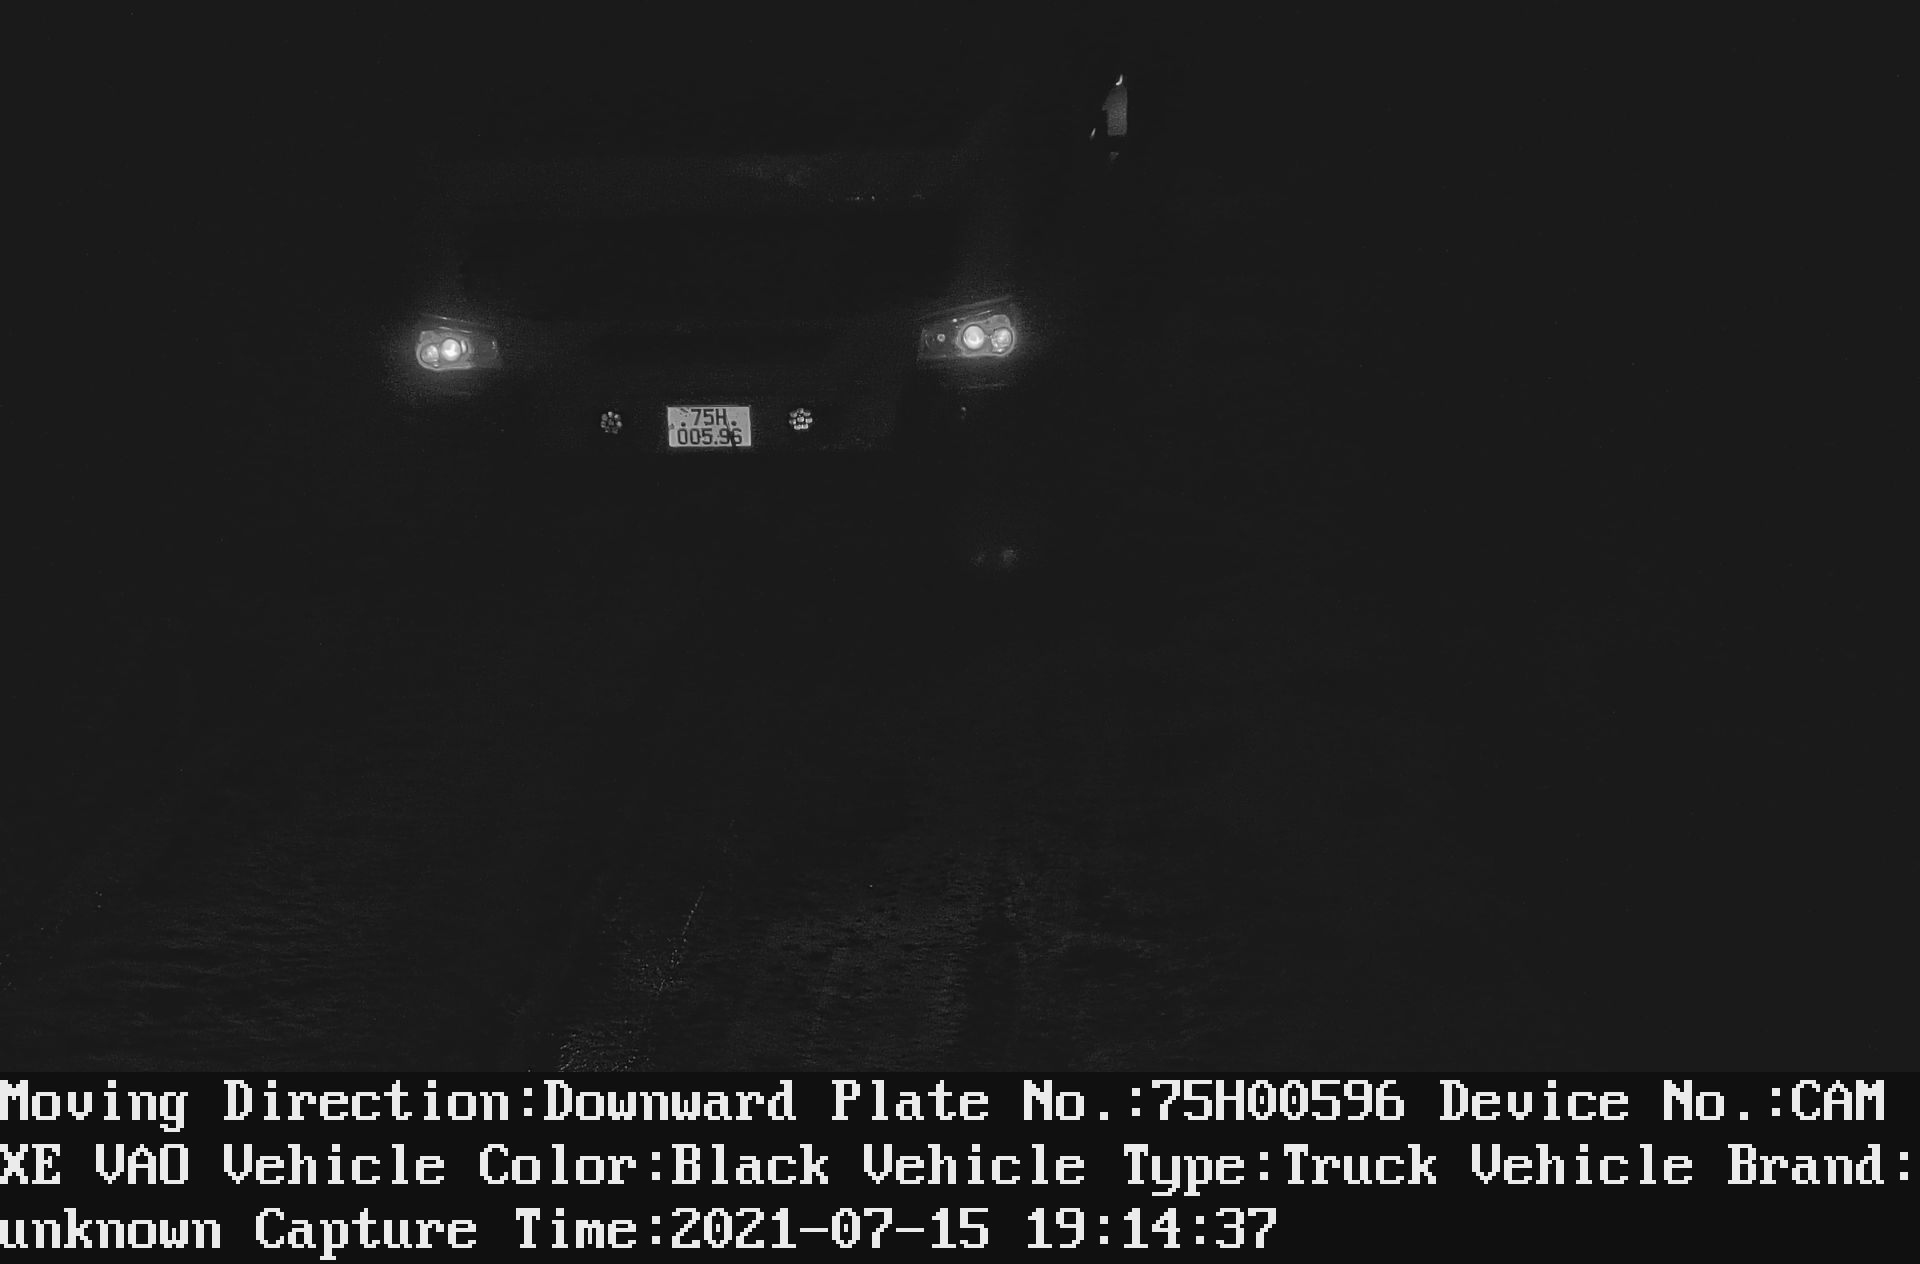 75H
005.96
Moving Direction:Downward Plate No.:75H00596 Device No.:CAM
XE VAO Vehicle Color:Black Vehicle Type:Truck Vehicle Brand:
unknown Capture Time:2021-07-15 19:14:37